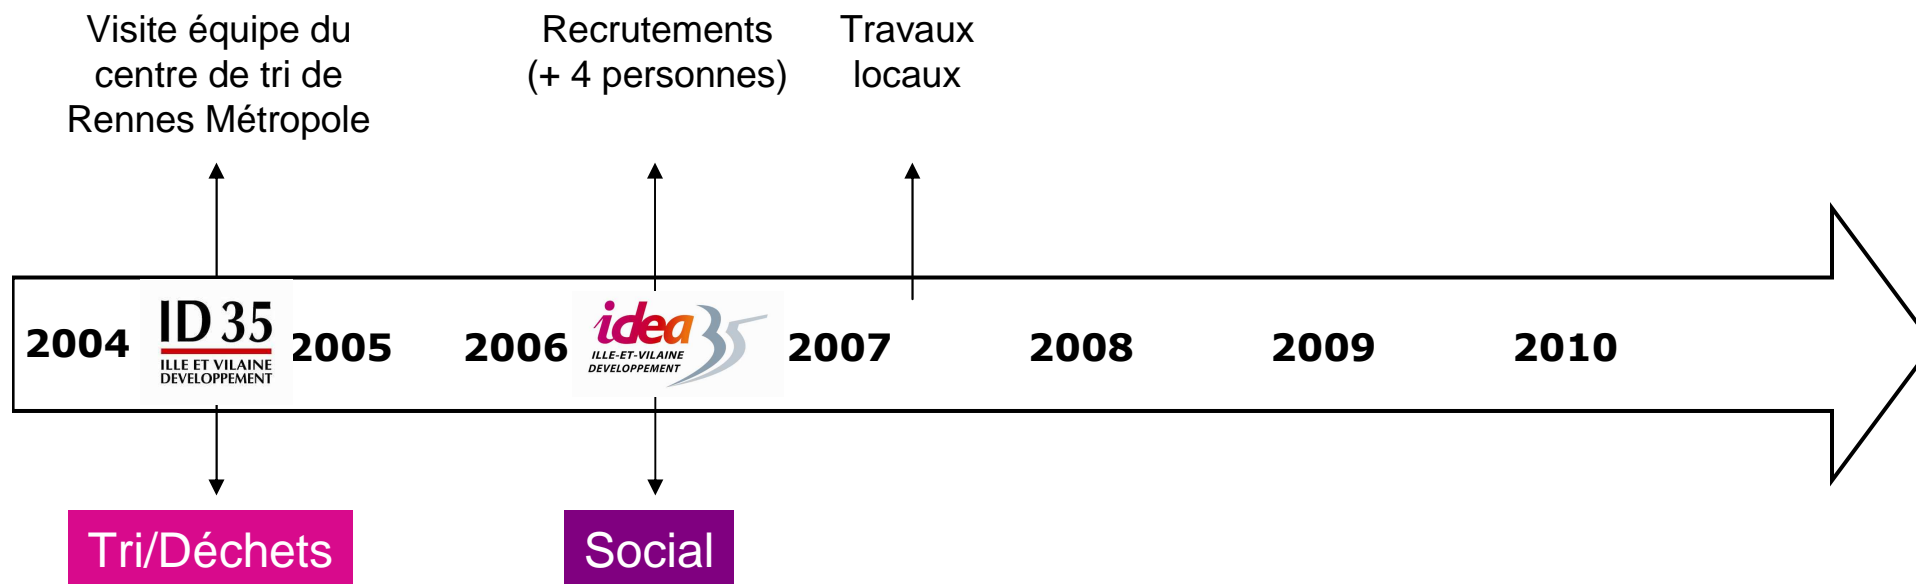 Visite équipe du
centre de tri de
Rennes Métropole
Recrutements
(+ 4 personnes)
Travaux
locaux
2004
ID 35
ILLE ET VILAINE
DEVELOPPEMENT
2005
2006
idea 35
ILLE-ET-VILAINE
DEVELOPPEMENT
2007
2008
2009
2010
Tri/Déchets
Social